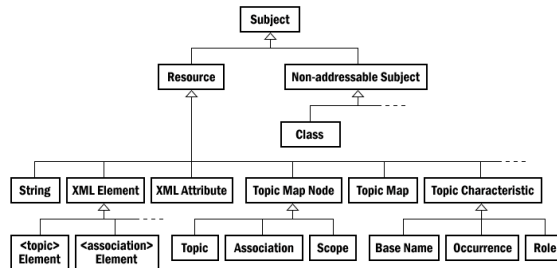 Subject
Resource
Non-addressable Subject
Class
String
XML Element
XML Attribute
Topic Map Node
Topic Map
Topic Characteristic
<topic>
Element
<association>
Element
Topic
Association
Scope
Base Name
Occurrence
Role